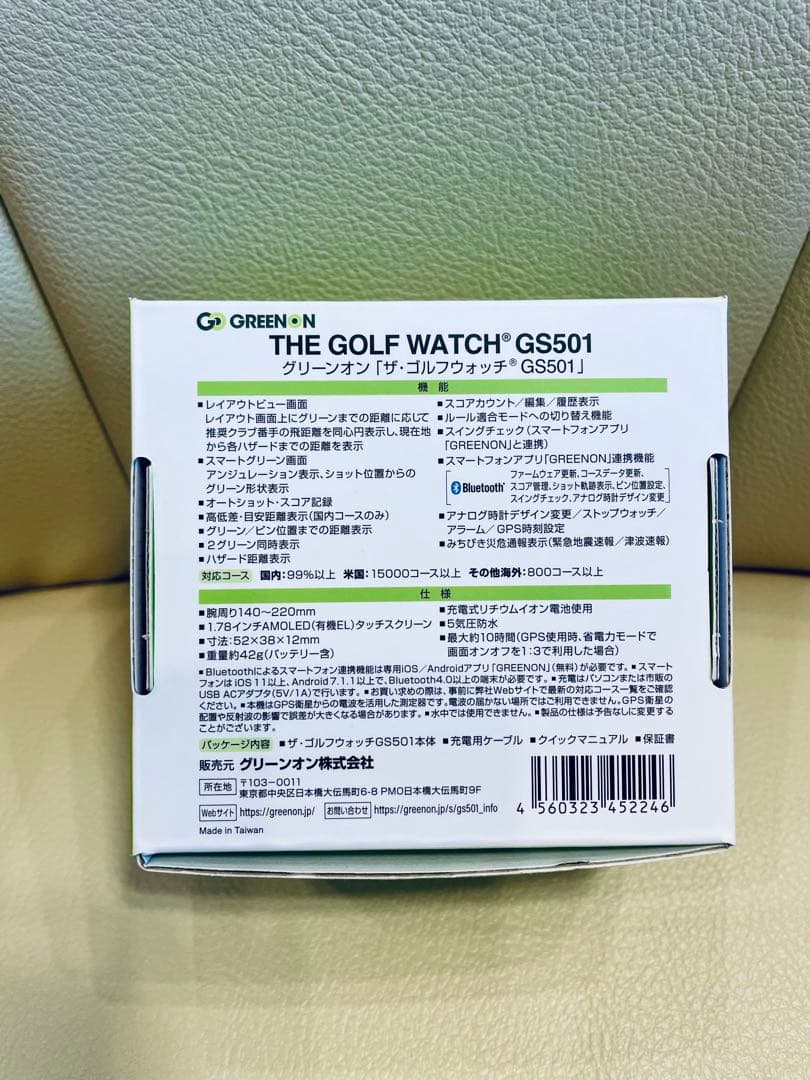 GREENON
THE GOLF WATCH® GS501
グリーンオン「ザ・ゴルフウォッチ® GS501」
機能
■レイアウトビュー画面
レイアウト画面上にグリーンまでの距離に応じて
推奨クラブ番手の飛距離を同心円表示し、現在地
から各ハザードまでの距離を表示
■スマートグリーン画面
アンジュレーション表示、ショット位置からの
グリーン形状表示
■オートショット・スコア記録
■高低差・目安距離表示(国内コースのみ)
■グリーン/ピン位置までの距離表示
■2グリーン同時表示
■ハザード距離表示
■スコアカウント/編集/履歴表示
■ルール適合モードへの切り替え機能
■スイングチェック(スマートフォンアプリ
「GREENON」と連携)
■スマートフォンアプリ「GREENON」連携機能
Bluetooth®
ファームウェア更新、コースデータ更新、
スコア管理、ショット軌跡表示、ピン位置設定、
スイングチェック、アナログ時計デザイン変更
■アナログ時計デザイン変更/ストップウォッチ/
アラーム/GPS時刻設定
■みちびき災危通報表示(緊急地震速報/津波速報)
対応コース 国内:99%以上 米国:15000コース以上 その他海外:800コース以上
仕様
■腕周り140〜220mm
■1.78インチAMOLED(有機EL)タッチスクリーン
■寸法:52×38×12mm
■重量約42g(バッテリー含)
■充電式リチウムイオン電池使用
■5気圧防水
■最大約10時間(GPS使用時、省電力モードで
画面オンオフを1:3で利用した場合)
■Bluetoothによるスマートフォン連携機能は専用iOS/Androidアプリ「GREENON」(無料)が必要です。■スマート
フォンは iOS 11以上、Android 7.1.1以上で、Bluetooth4.0以上の端末が必要です。■充電はパソコンまたは市販の
USB ACアダプタ(5V/1A)で行います。■お買い求めの際は、事前に弊社Webサイトで最新の対応コース一覧をご確認
ください。■本機はGPS衛星からの電波を活用した測定器です。電波の届かない場所ではご利用できません。GPS衛星の
配置や反射波の影響で誤差が大きくなる場合があります。■水中では使用できません。■製品の仕様は予告なしに変更する
ことがございます。
パッケージ内容 ■ザ・ゴルフウォッチGS501本体 ■充電用ケーブル ■クイックマニュアル ■保証書
販売元 グリーンオン株式会社
所在地 〒103-0011
東京都中央区日本橋大伝馬町6-8 PMO日本橋大伝馬町9F
Webサイト https://greenon.jp/ お問い合わせ https://greenon.jp/s/gs501_info
Made in Taiwan
4 560323 452246